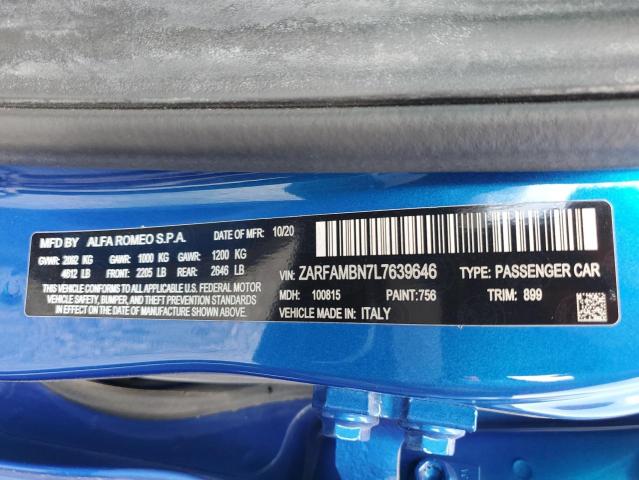 MFD BY ALFA ROMEO S.P.A. DATE OF MFR: 10/20
GVWR: 2082 KG GAWR: 1000 KG GAWR: 1200 KG
4812 LB FRONT: 2205 LB REAR: 2646 LB
THIS VEHICLE CONFORMS TO ALL APPLICABLE U.S. FEDERAL MOTOR
VEHICLE SAFETY, BUMPER, AND THEFT PREVENTION STANDARDS
IN EFFECT ON THE DATE OF MANUFACTURE SHOWN ABOVE.
VIN: ZARFAMBN7L7639646 TYPE: PASSENGER CAR
MDH: 100815 PAINT: 756 TRIM: 899
VEHICLE MADE IN: ITALY